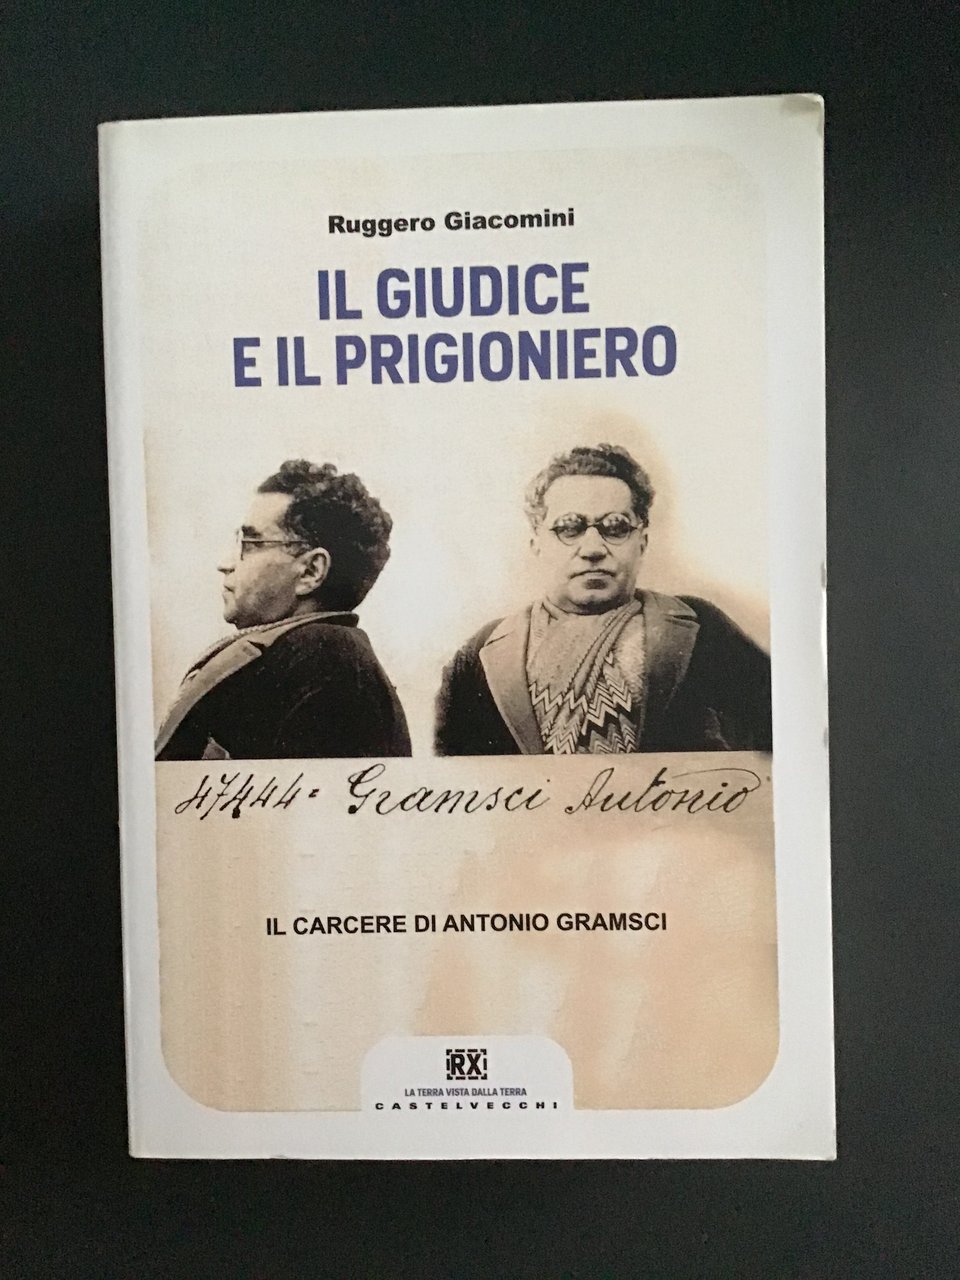 Ruggero Giacomini
IL GIUDICE
E IL PRIGIONIERO
47444= Gramsci Antonio
IL CARCERE DI ANTONIO GRAMSCI
RX
LA TERRA VISTA DALLA TERRA
CASTELVECCHI